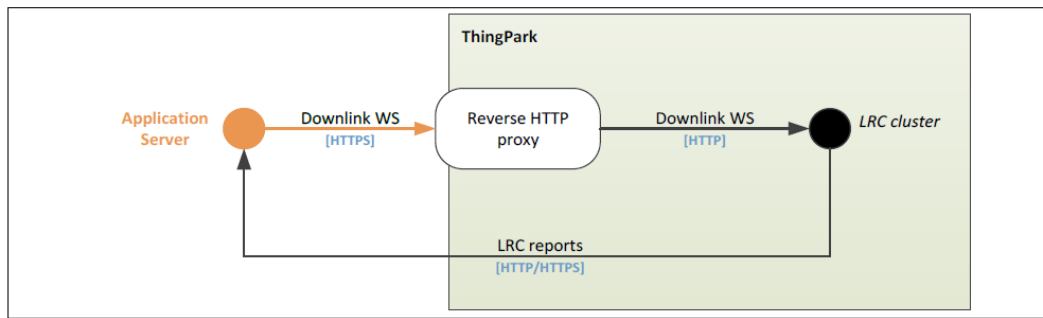 ThingPark
Application
Server
Downlink WS
[HTTPS]
Reverse HTTP
proxy
Downlink WS
[HTTP]
LRC cluster
LRC reports
[HTTP/HTTPS]